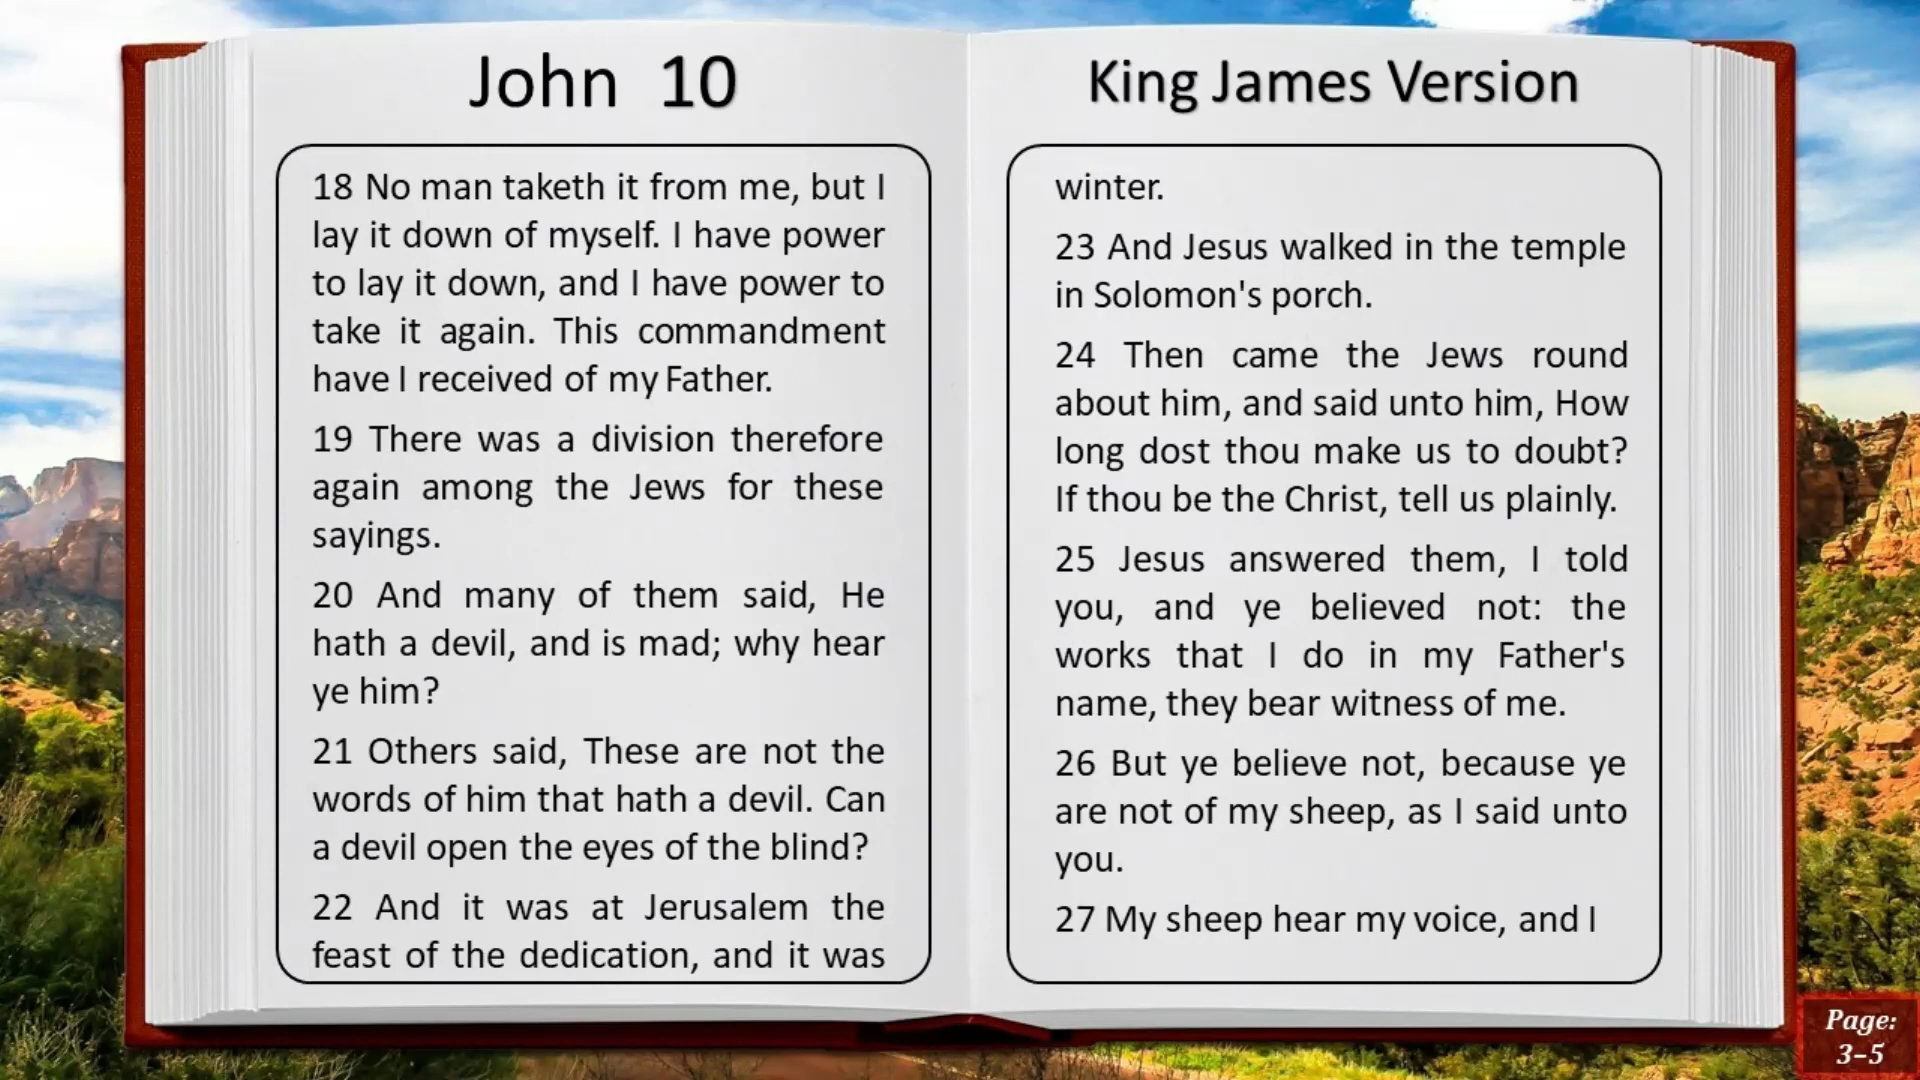 John 10
18 No man taketh it from me, but I
lay it down of myself. I have power
to lay it down, and I have power to
take it again. This commandment
have I received of my Father.
19 There was a division therefore
again among the Jews for these
sayings.
20 And many of them said, He
hath a devil, and is mad; why hear
ye him?
21 Others said, These are not the
words of him that hath a devil. Can
a devil open the eyes of the blind?
22 And it was at Jerusalem the
feast of the dedication, and it was
King James Version
winter.
23 And Jesus walked in the temple
in Solomon's porch.
24 Then came the Jews round
about him, and said unto him, How
long dost thou make us to doubt?
If thou be the Christ, tell us plainly.
25 Jesus answered them, I told
you, and ye believed not: the
works that I do in my Father's
name, they bear witness of me.
26 But ye believe not, because ye
are not of my sheep, as I said unto
you.
27 My sheep hear my voice, and I
Page:
3–5